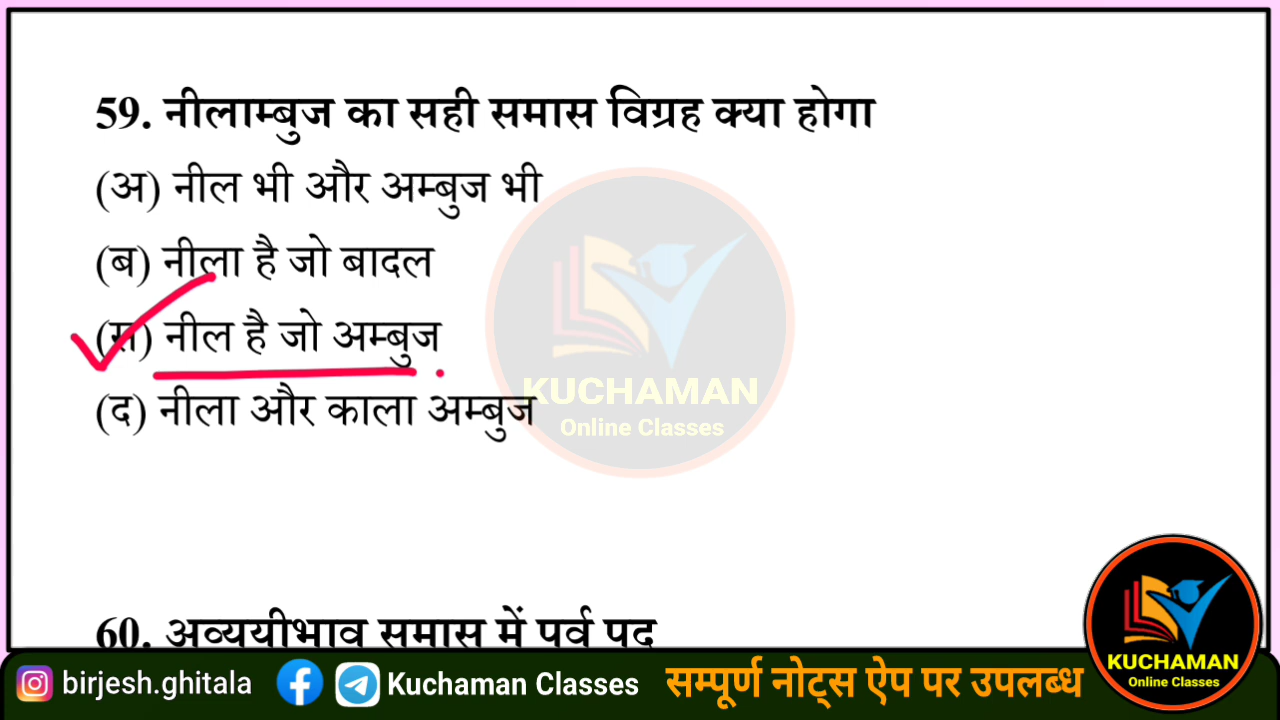 59. नीलाम्बुज का सही समास विग्रह क्या होगा
(अ) नील भी और अम्बुज भी
(ब) नीला है जो बादल
(स) नील है जो अम्बुज
(द) नीला और काला अम्बुज
KUCHAMAN
Online Classes
60. अव्ययीभाव समास में पूर्व पद
birjesh.ghitala Kuchaman Classes सम्पूर्ण नोट्स ऐप पर उपलब्ध
KUCHAMAN
Online Classes